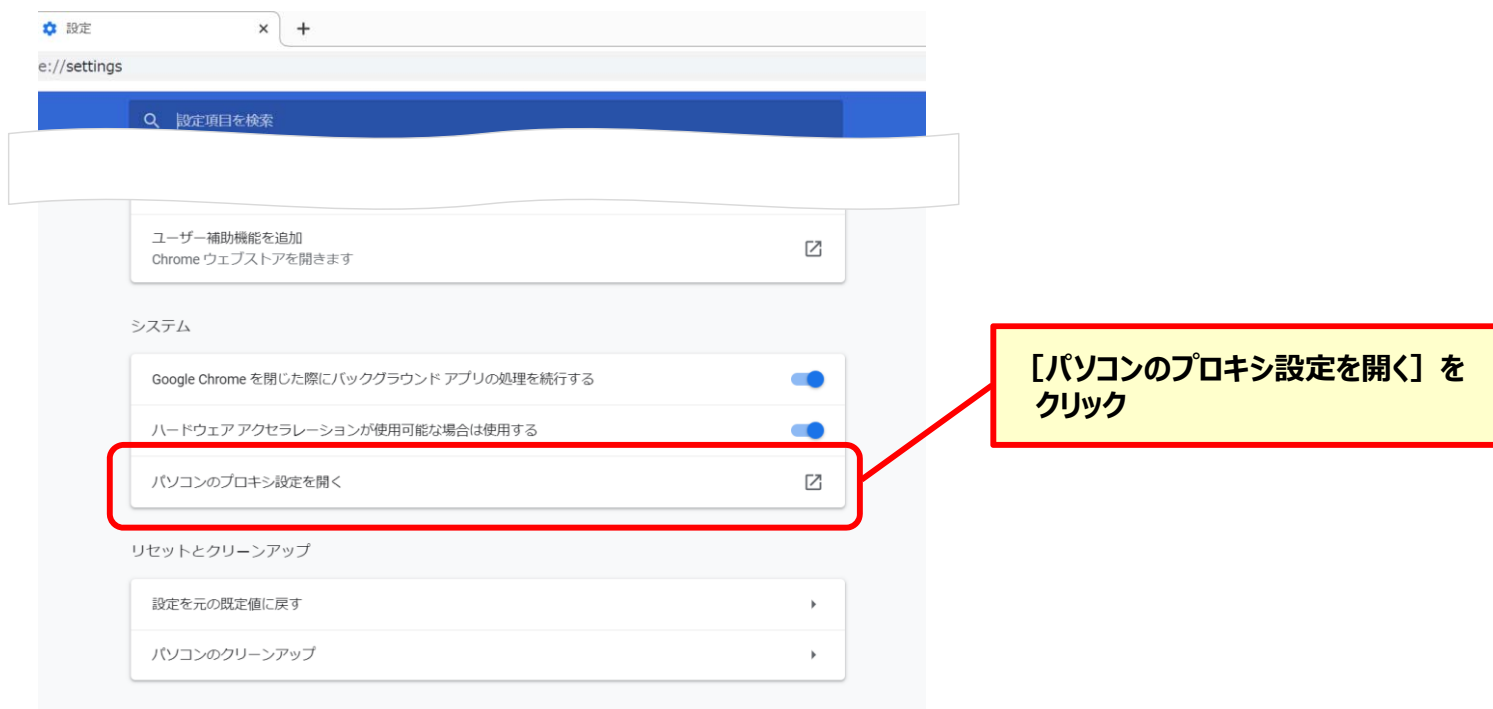 設定
e://settings
設定項目を検索
ユーザー補助機能を追加
Chrome ウェブストアを開きます
システム
Google Chrome を閉じた際にバックグラウンド アプリの処理を続行する
ハードウェア アクセラレーションが使用可能な場合は使用する
パソコンのプロキシ設定を開く
[パソコンのプロキシ設定を開く] を
クリック
リセットとクリーンアップ
設定を元の既定値に戻す
パソコンのクリーンアップ